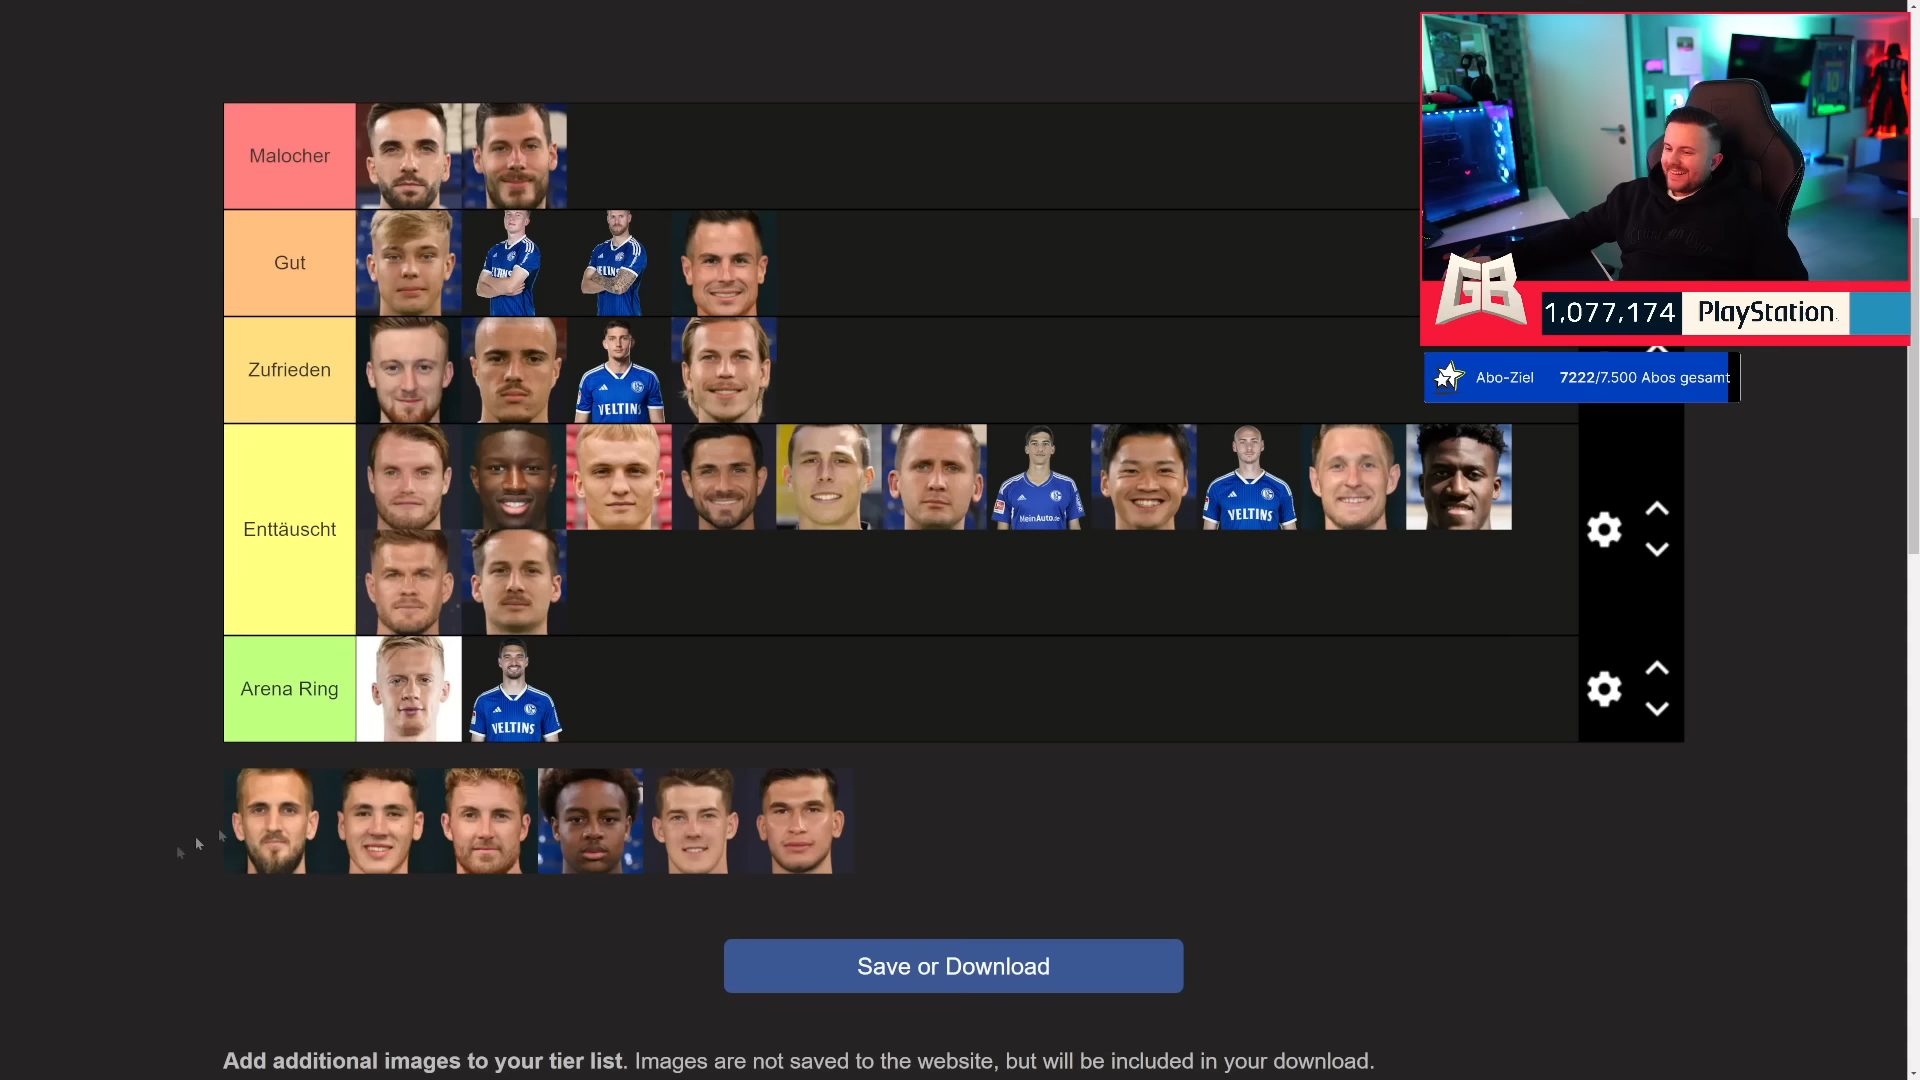 Malocher
Gut
Zufrieden
VELTINS
Enttäuscht
MeinAuto.de
VELTINS
Arena Ring
VELTINS
GB
1,077,174
PlayStation
Abo-Ziel 7222/7.500 Abos gesamt
Save or Download
Add additional images to your tier list. Images are not saved to the website, but will be included in your download.